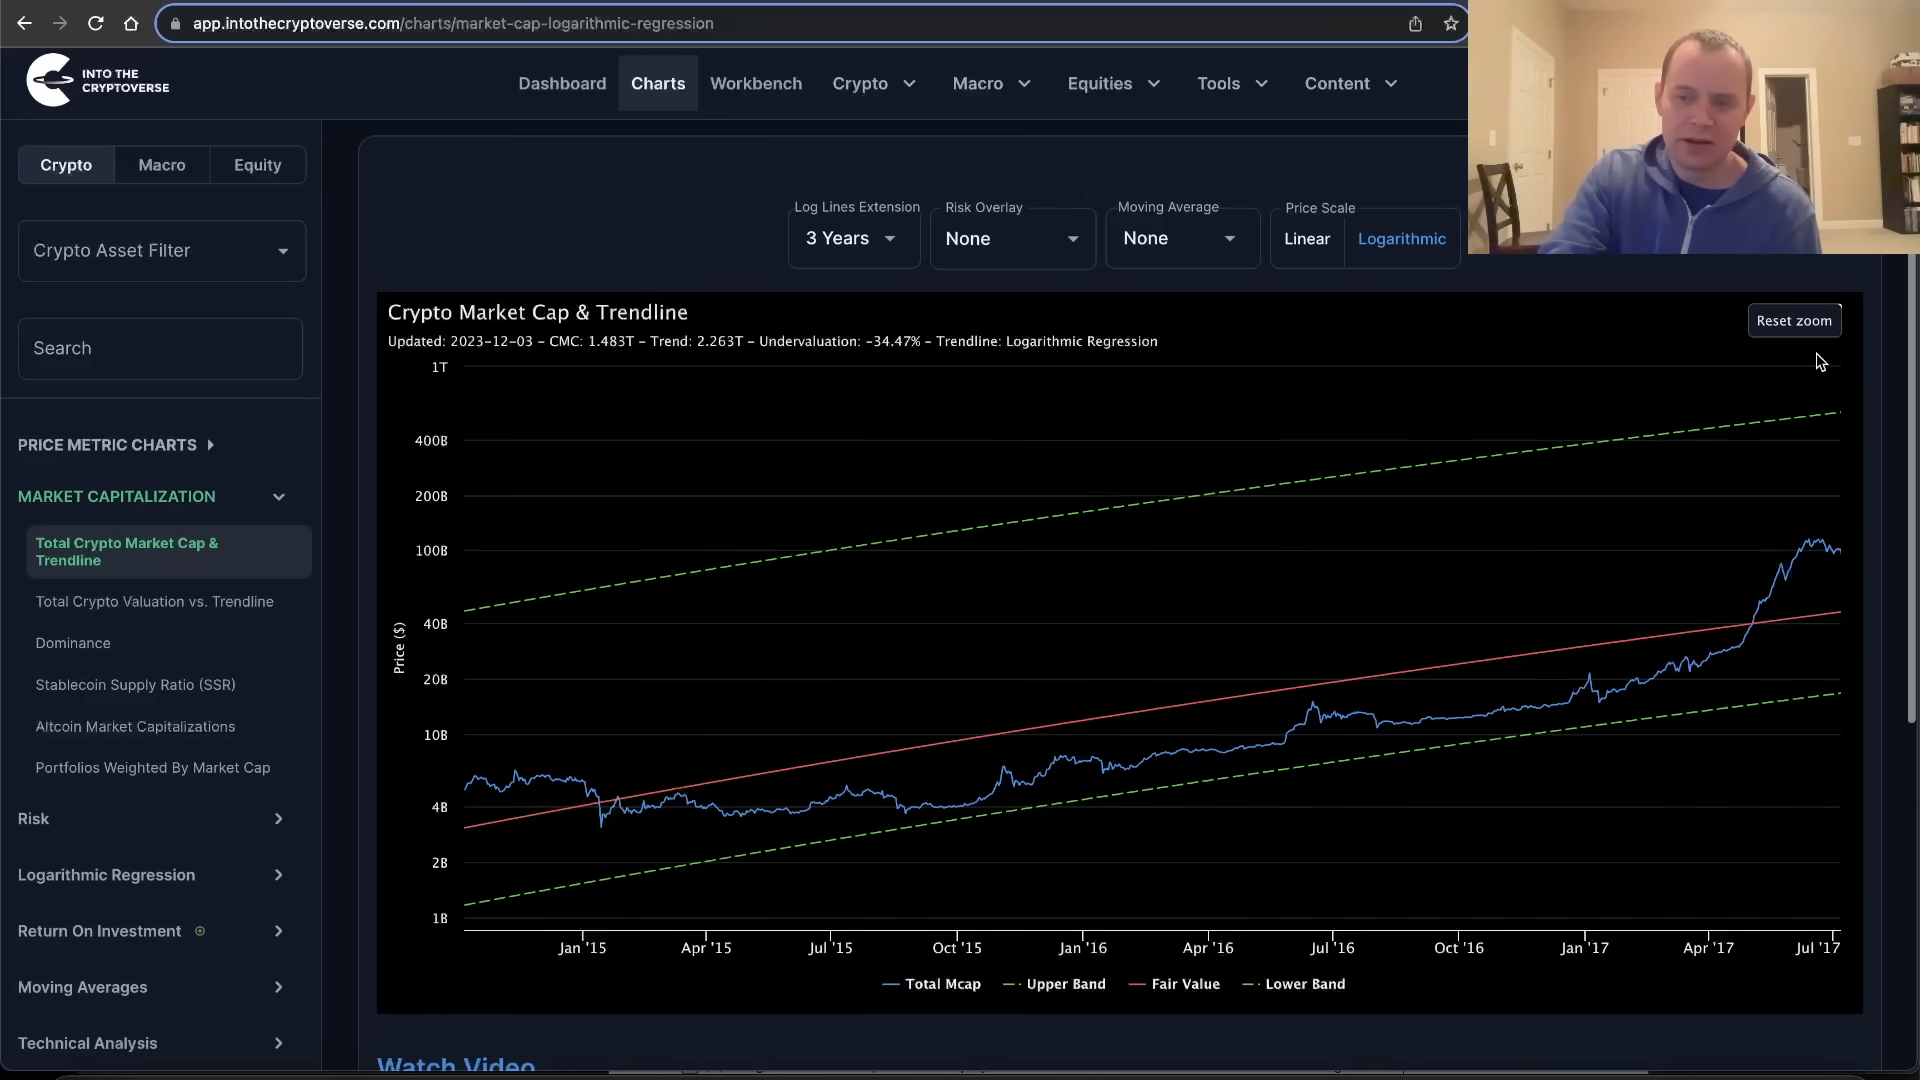 app.intothecryptoverse.com/charts/market-cap-logarithmic-regression
INTO THE
CRYPTOVERSE
Dashboard Charts Workbench Crypto Macro Equities Tools Content
Crypto Macro Equity
Crypto Asset Filter
Search
PRICE METRIC CHARTS
MARKET CAPITALIZATION
Total Crypto Market Cap &
Trendline
Total Crypto Valuation vs. Trendline
Dominance
Stablecoin Supply Ratio (SSR)
Altcoin Market Capitalizations
Portfolios Weighted By Market Cap
Risk
Logarithmic Regression
Return On Investment
Moving Averages
Technical Analysis
Log Lines Extension
3 Years
Risk Overlay
None
Moving Average
None
Price Scale
Linear Logarithmic
Crypto Market Cap & Trendline
Updated: 2023-12-03 - CMC: 1.483T - Trend: 2.263T - Undervaluation: -34.47% - Trendline: Logarithmic Regression
Reset zoom
Price ($)
1T
400B
200B
100B
40B
20B
10B
4B
2B
1B
Jan '15 Apr '15 Jul '15 Oct '15 Jan '16 Apr '16 Jul '16 Oct '16 Jan '17 Apr '17 Jul '17
Total Mcap Upper Band Fair Value Lower Band
Watch Video